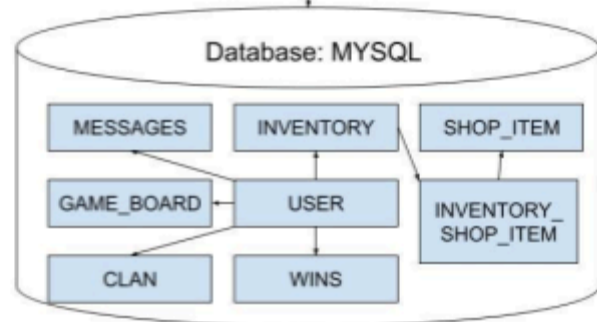 Database: MYSQL
MESSAGES
INVENTORY
SHOP_ITEM
GAME_BOARD
USER
INVENTORY_
SHOP_ITEM
CLAN
WINS